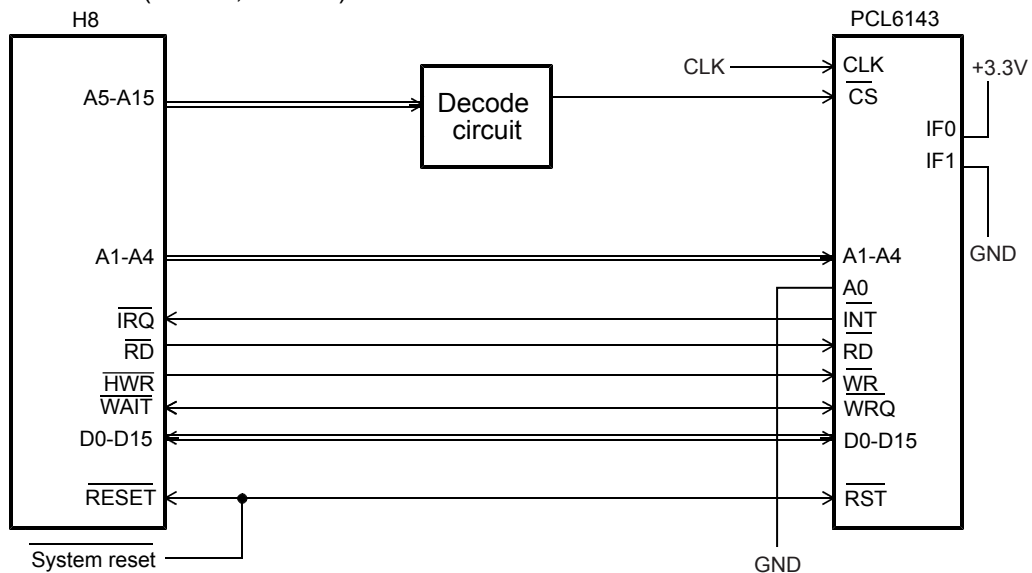 H8
PCL6143
CLK
CLK
+3.3V
A5-A15
Decode
circuit
CS
IF0
IF1
A1-A4
A1-A4
GND
A0
IRQ
INT
RD
RD
HWR
WR
WAIT
WRQ
D0-D15
D0-D15
RESET
RST
System reset
GND